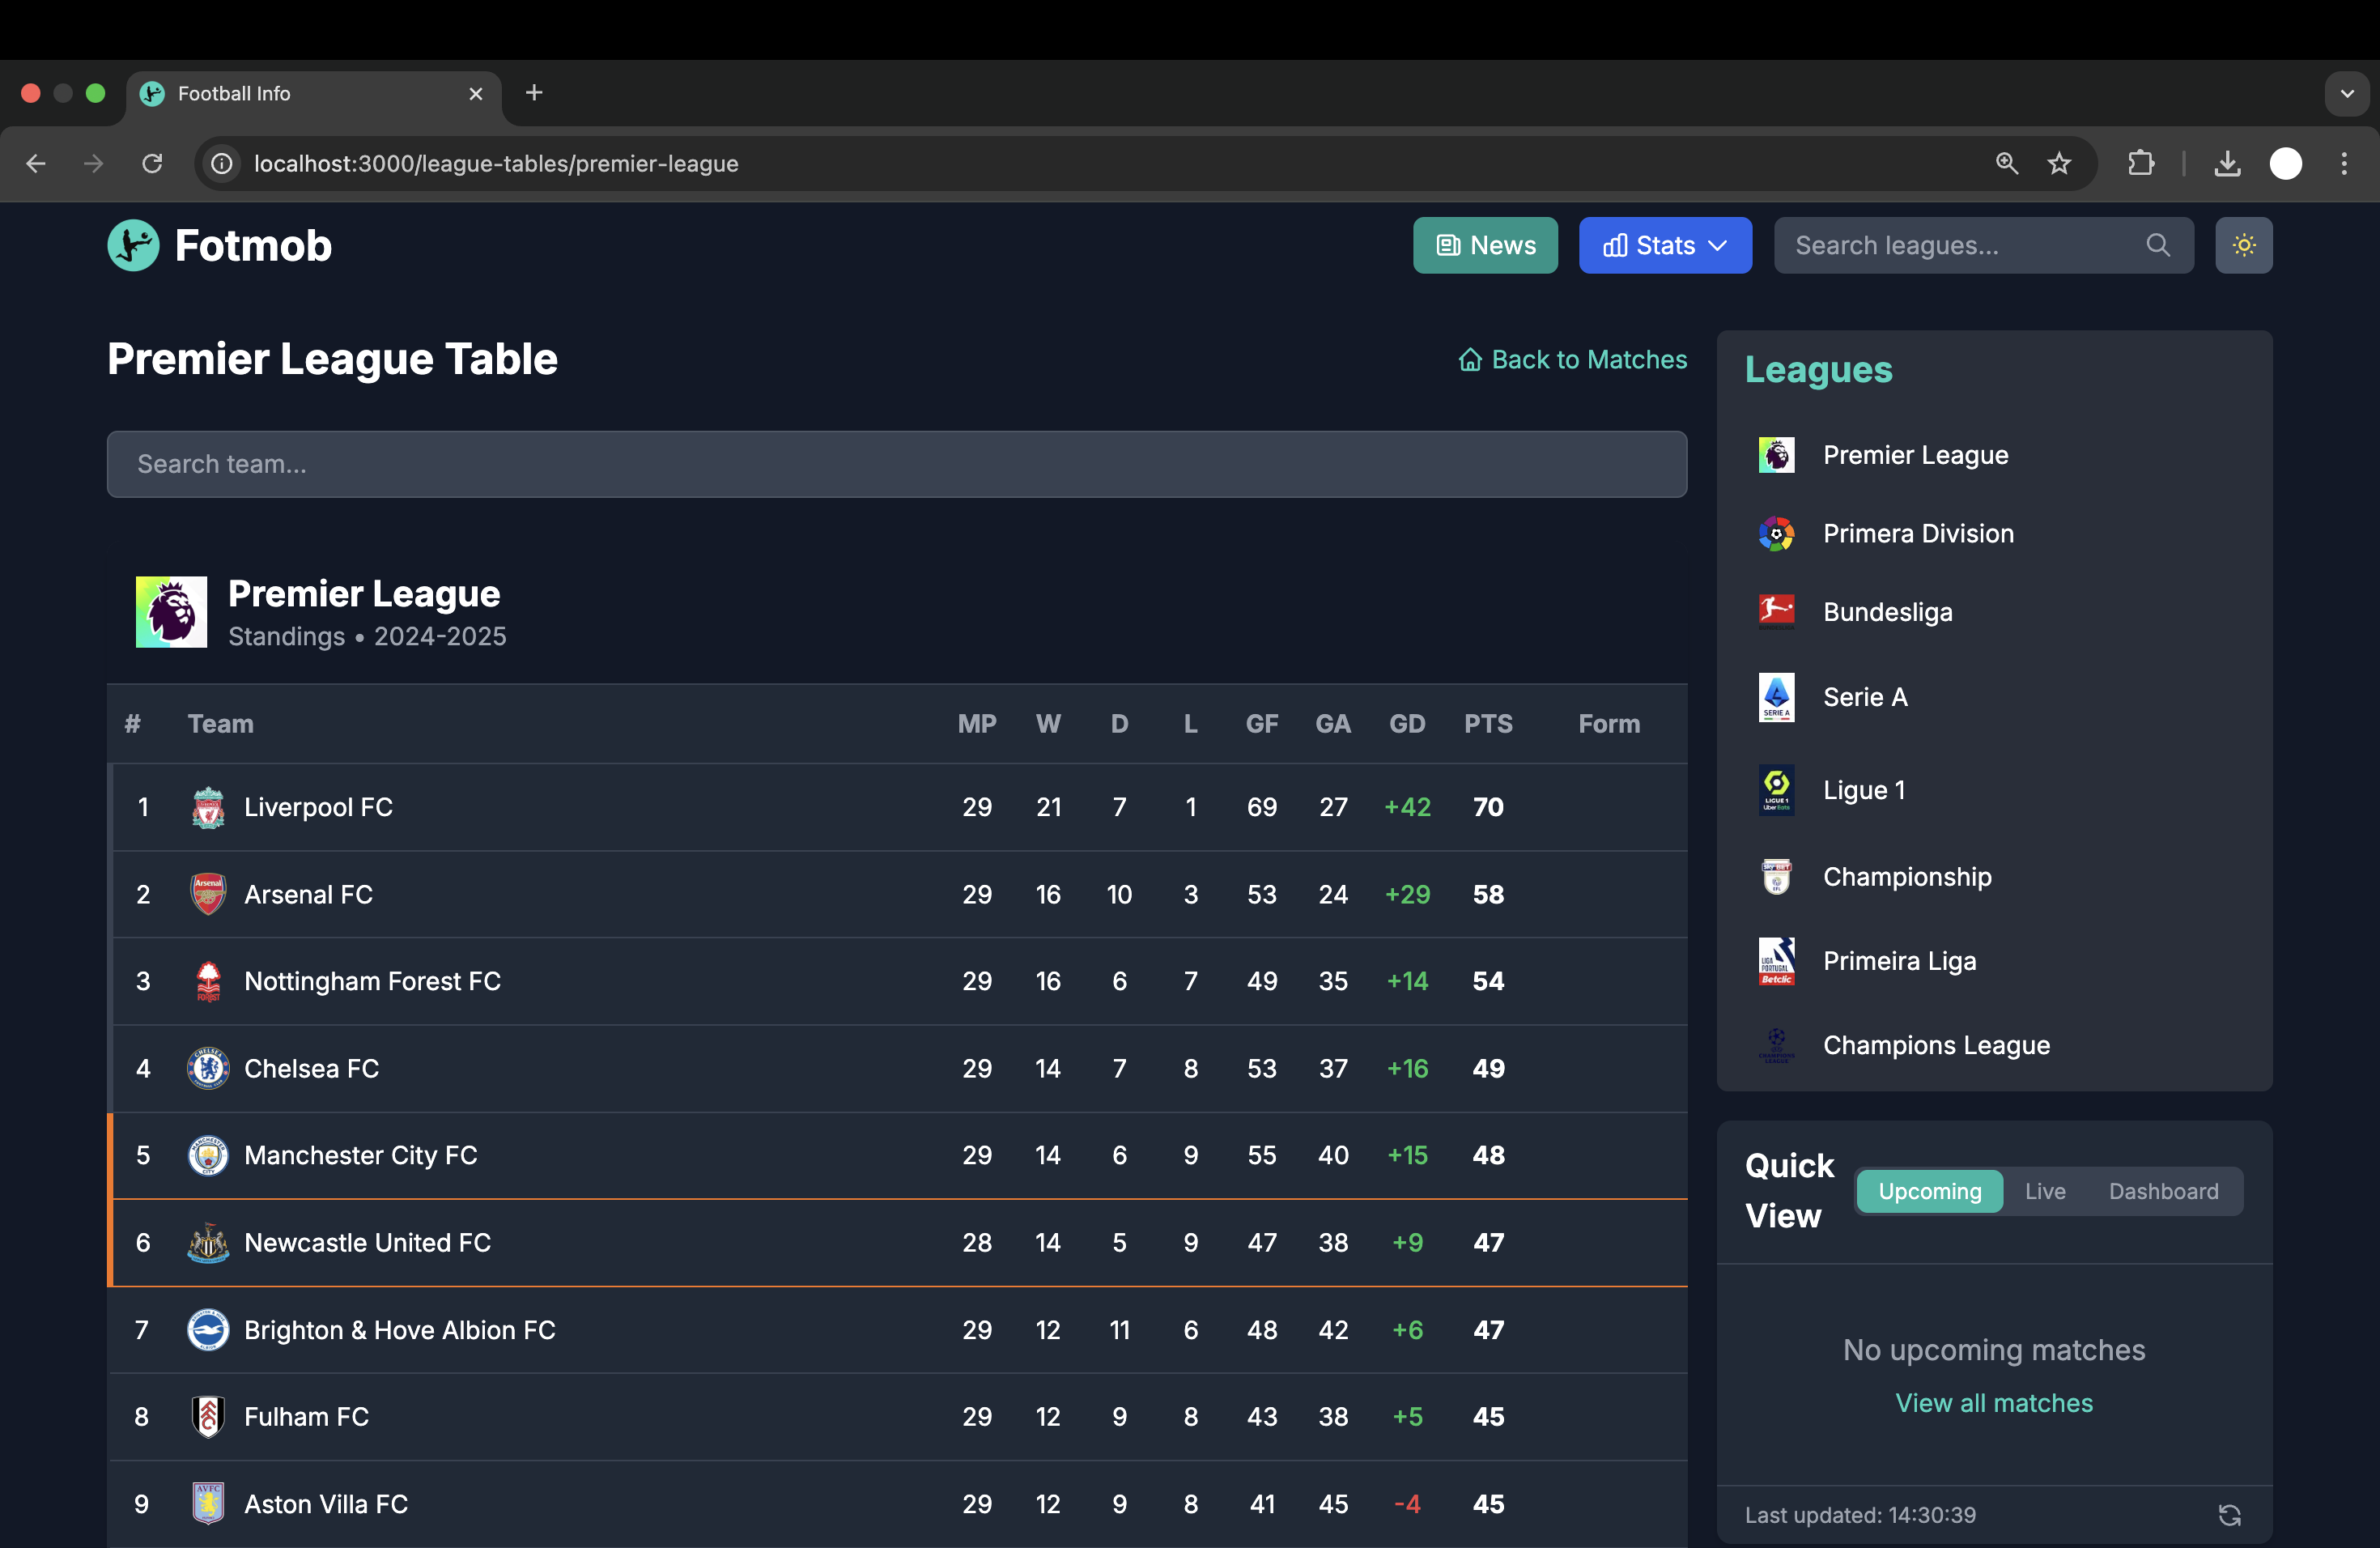 Football Info
localhost:3000/league-tables/premier-league
Fotmob
News
Stats
Search leagues...
Premier League Table
Back to Matches
Search team...
Premier League
Standings • 2024-2025
# Team MP W D L GF GA GD PTS Form
1 Liverpool FC 29 21 7 1 69 27 +42 70
2 Arsenal FC 29 16 10 3 53 24 +29 58
3 Nottingham Forest FC 29 16 6 7 49 35 +14 54
4 Chelsea FC 29 14 7 8 53 37 +16 49
5 Manchester City FC 29 14 6 9 55 40 +15 48
6 Newcastle United FC 28 14 5 9 47 38 +9 47
7 Brighton & Hove Albion FC 29 12 11 6 48 42 +6 47
8 Fulham FC 29 12 9 8 43 38 +5 45
9 Aston Villa FC 29 12 9 8 41 45 -4 45
Leagues
Premier League
Primera Division
Bundesliga
SERIE A
Serie A
LIGUE 1
Uber Eats
Ligue 1
Championship
LIGA
PORTUGAL
Betclic
Primeira Liga
Champions League
Quick
View
Upcoming
Live
Dashboard
No upcoming matches
View all matches
Last updated: 14:30:39